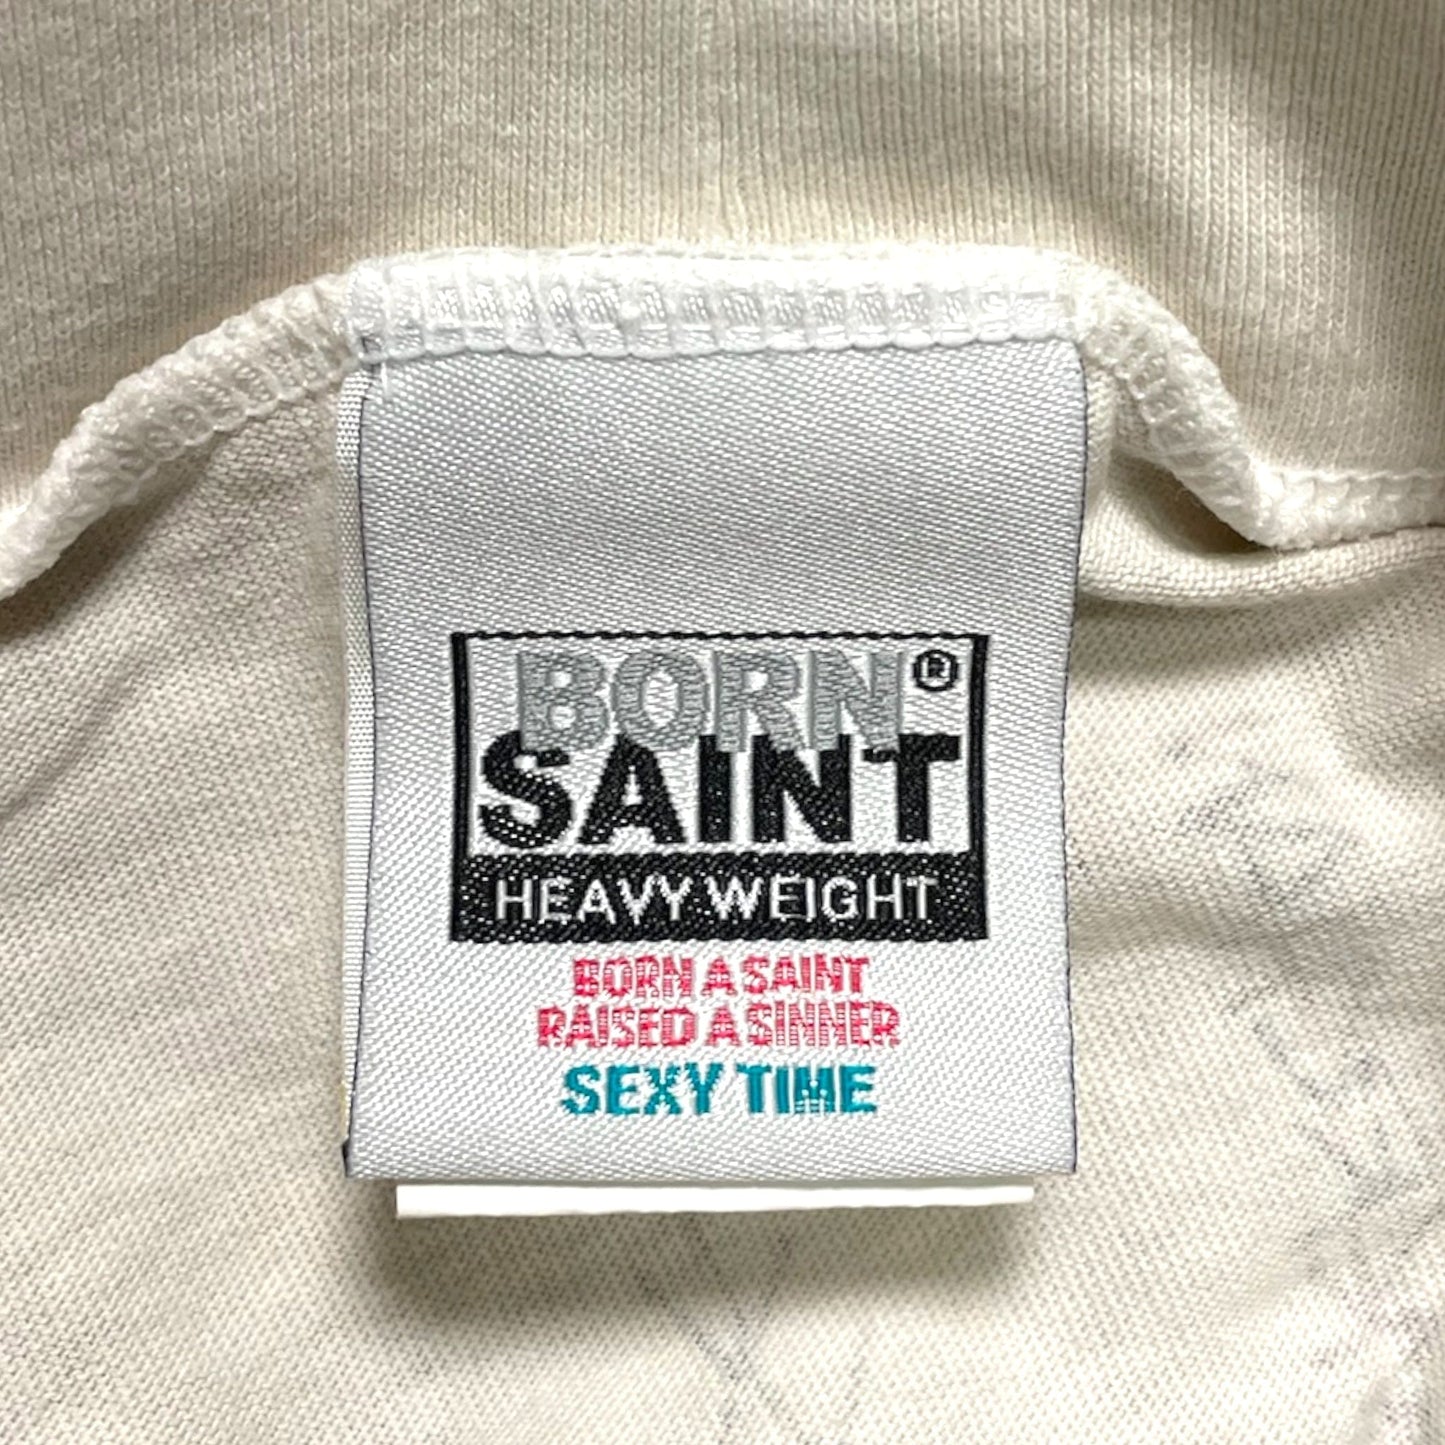 BORN®
SAINT
HEAVY WEIGHT
BORN A SAINT
RAISED A SINNER
SEXY TIME